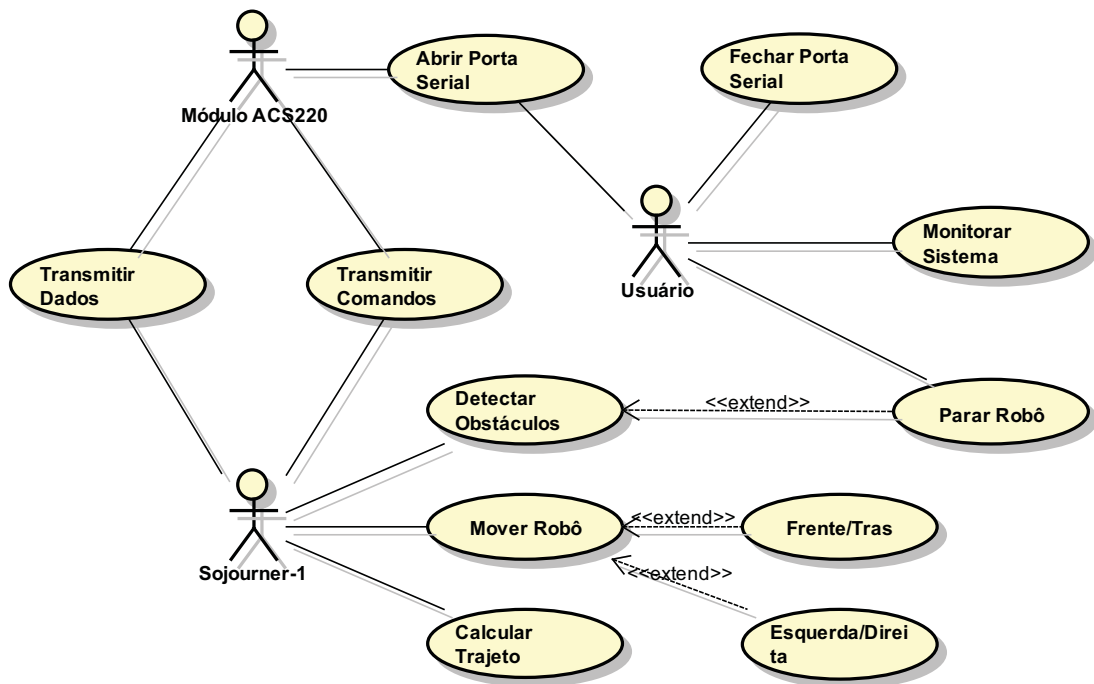 Abrir Porta
Serial
Fechar Porta
Serial
Módulo ACS220
Monitorar
Sistema
Transmitir
Dados
Transmitir
Comandos
Usuário
Detectar
Obstáculos
<<extend>>
Parar Robô
Mover Robô
<<extend>>
Frente/Tras
Sojourner-1
<<extend>>
Calcular
Trajeto
Esquerda/Direi
ta